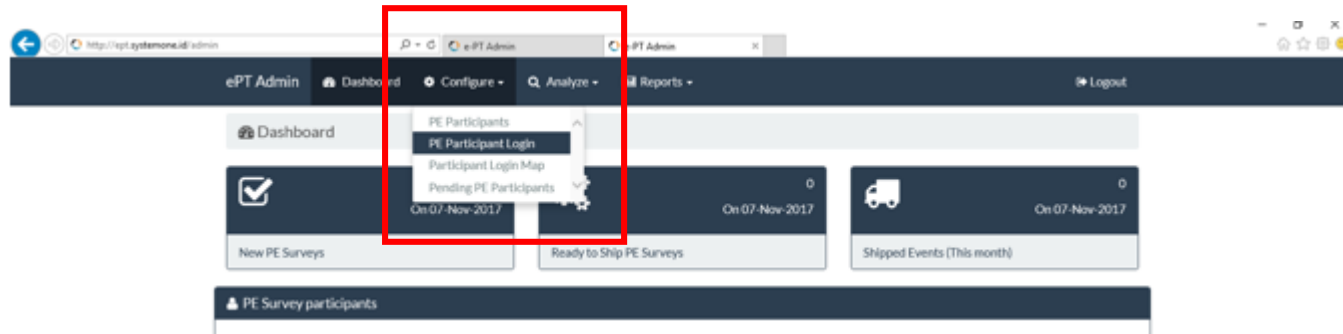 http://ept.systemone.id/admin
e-PT Admin
e-PT Admin
ePT Admin Dashboard Configure Analyze Reports Logout
Dashboard
PE Participants
PE Participant Login
Participant Login Map
Pending PE Participants
On 07-Nov-2017
0
On 07-Nov-2017
0
On 07-Nov-2017
New PE Surveys
Ready to Ship PE Surveys
Shipped Events (This month)
PE Survey participants